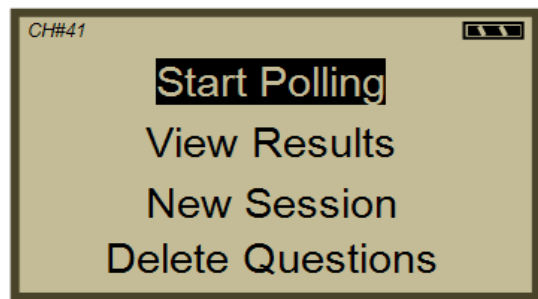 CH#41
Start Polling
View Results
New Session
Delete Questions